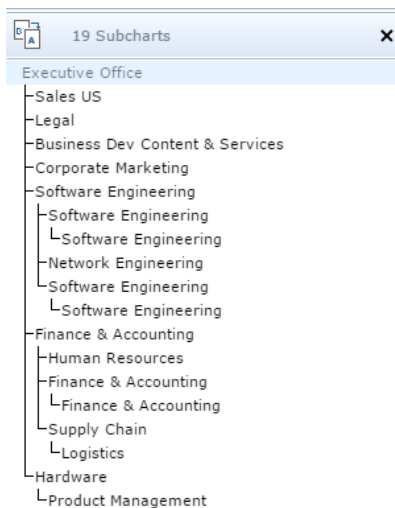 B A 19 Subcharts x
Executive Office
Sales US
Legal
Business Dev Content & Services
Corporate Marketing
Software Engineering
Software Engineering
Software Engineering
Network Engineering
Software Engineering
Software Engineering
Finance & Accounting
Human Resources
Finance & Accounting
Finance & Accounting
Supply Chain
Logistics
Hardware
Product Management